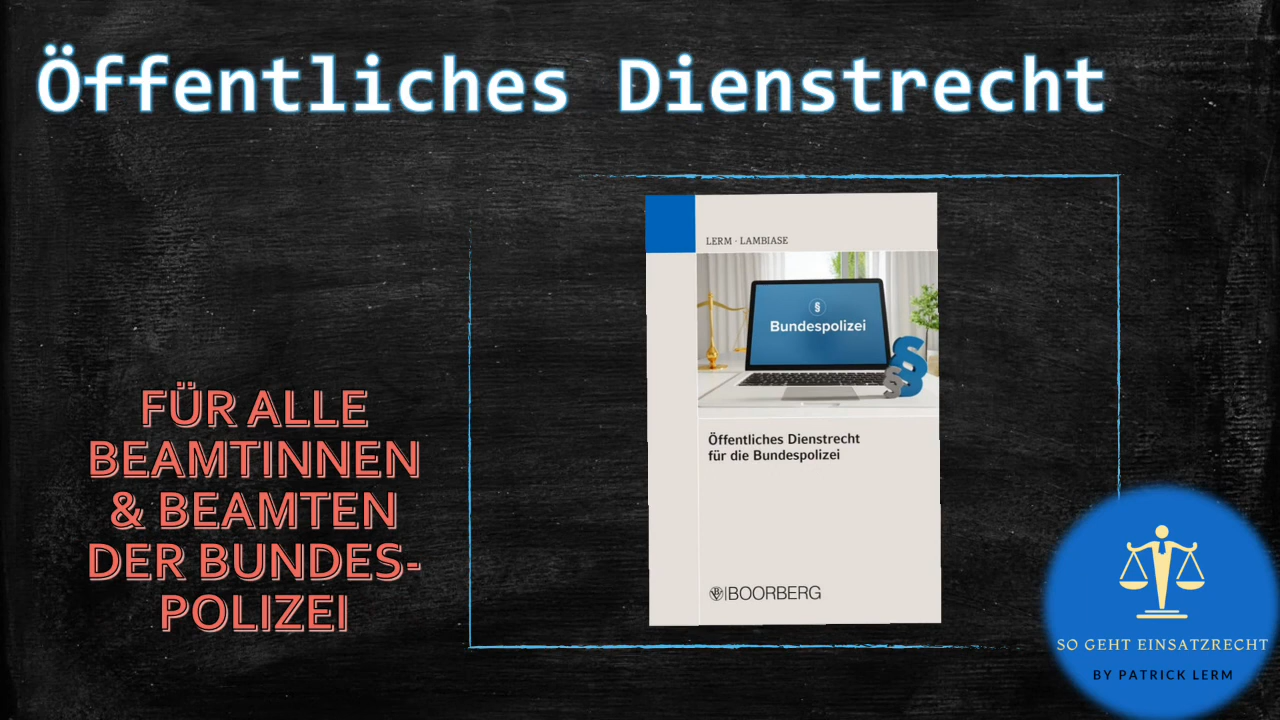 Öffentliches Dienstrecht
LERM · LAMBIASE
§
Bundespolizei
§
§
Öffentliches Dienstrecht
für die Bundespolizei
BOORBERG
FÜR ALLE
BEAMTINNEN
& BEAMTEN
DER BUNDES-
POLIZEI
SO GEHT EINSATZRECHT
BY PATRICK LERM